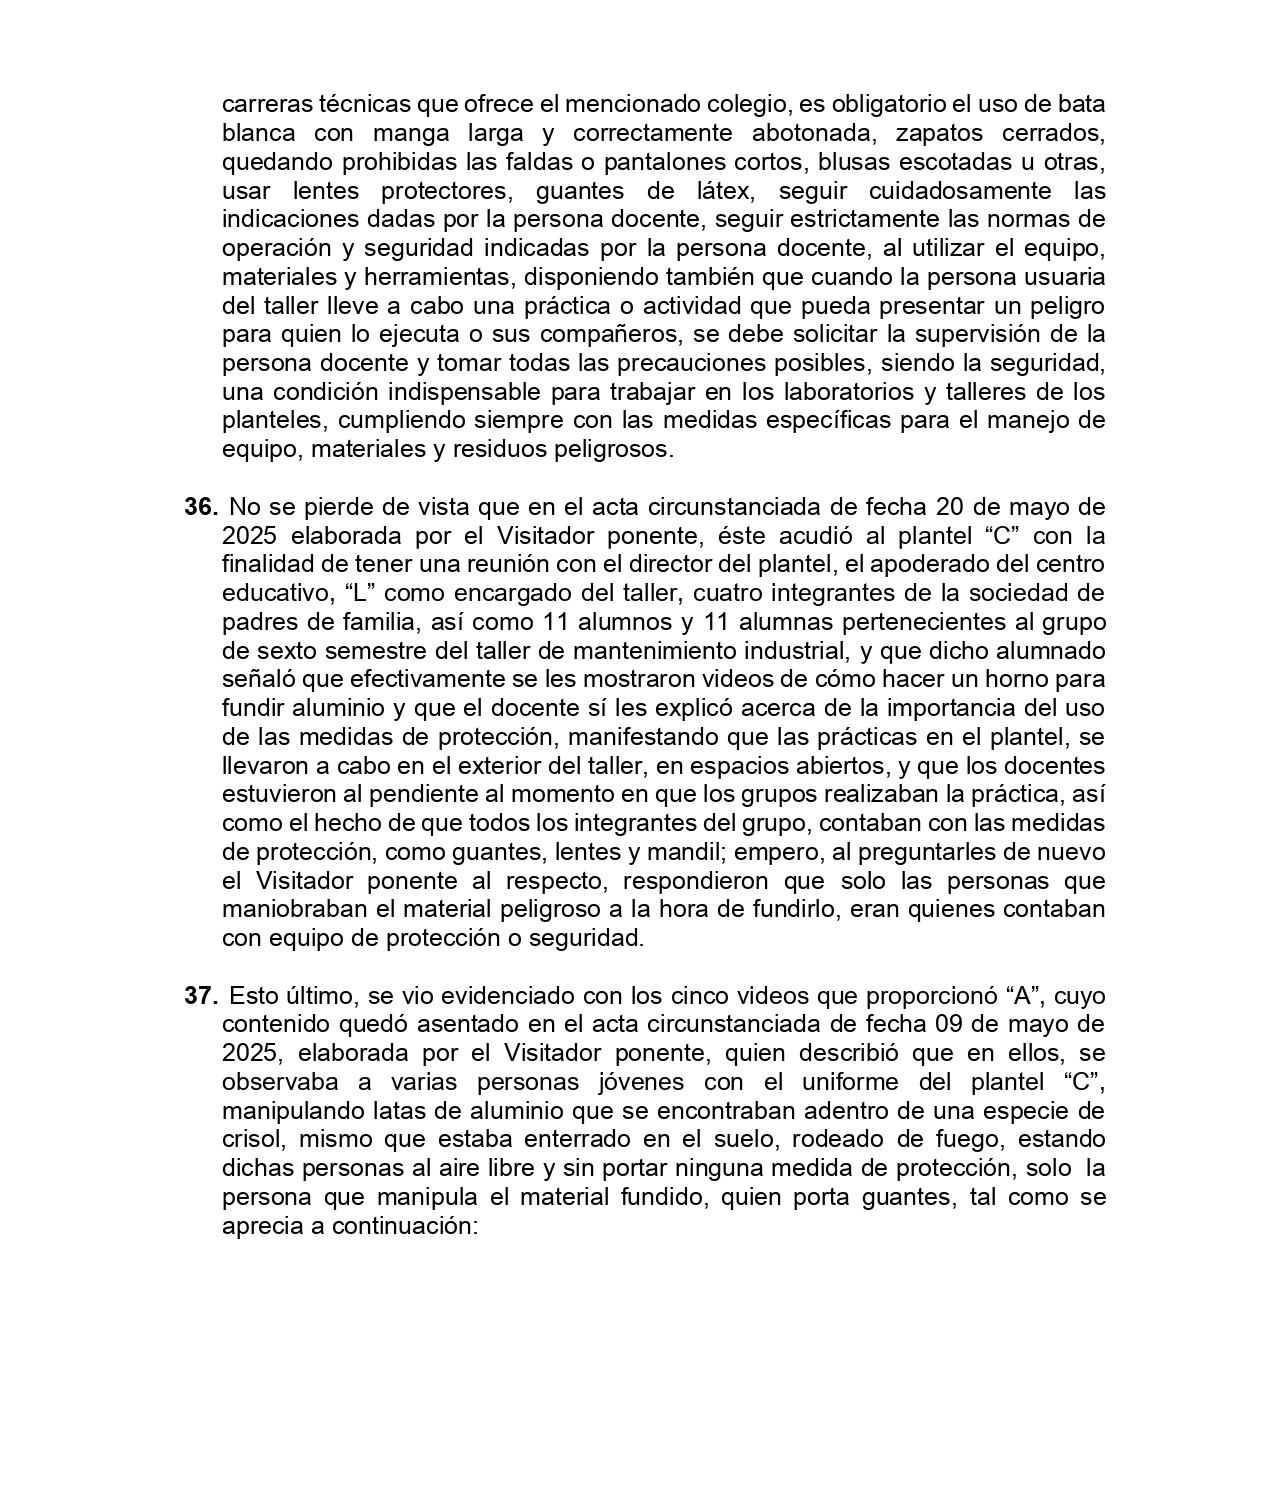 carreras técnicas que ofrece el mencionado colegio, es obligatorio el uso de bata
blanca con manga larga y correctamente abotonada, zapatos cerrados,
quedando prohibidas las faldas o pantalones cortos, blusas escotadas u otras,
usar lentes protectores, guantes de látex, seguir cuidadosamente las
indicaciones dadas por la persona docente, seguir estrictamente las normas de
operación y seguridad indicadas por la persona docente, al utilizar el equipo,
materiales y herramientas, disponiendo también que cuando la persona usuaria
del taller lleve a cabo una práctica o actividad que pueda presentar un peligro
para quien lo ejecuta o sus compañeros, se debe solicitar la supervisión de la
persona docente y tomar todas las precauciones posibles, siendo la seguridad,
una condición indispensable para trabajar en los laboratorios y talleres de los
planteles, cumpliendo siempre con las medidas específicas para el manejo de
equipo, materiales y residuos peligrosos.
36. No se pierde de vista que en el acta circunstanciada de fecha 20 de mayo de
2025 elaborada por el Visitador ponente, éste acudió al plantel “C” con la
finalidad de tener una reunión con el director del plantel, el apoderado del centro
educativo, “L” como encargado del taller, cuatro integrantes de la sociedad de
padres de familia, así como 11 alumnos y 11 alumnas pertenecientes al grupo
de sexto semestre del taller de mantenimiento industrial, y que dicho alumnado
señaló que efectivamente se les mostraron videos de cómo hacer un horno para
fundir aluminio y que el docente sí les explicó acerca de la importancia del uso
de las medidas de protección, manifestando que las prácticas en el plantel, se
llevaron a cabo en el exterior del taller, en espacios abiertos, y que los docentes
estuvieron al pendiente al momento en que los grupos realizaban la práctica, así
como el hecho de que todos los integrantes del grupo, contaban con las medidas
de protección, como guantes, lentes y mandil; empero, al preguntarles de nuevo
el Visitador ponente al respecto, respondieron que solo las personas que
maniobraban el material peligroso a la hora de fundirlo, eran quienes contaban
con equipo de protección o seguridad.
37. Esto último, se vio evidenciado con los cinco videos que proporcionó “A”, cuyo
contenido quedó asentado en el acta circunstanciada de fecha 09 de mayo de
2025, elaborada por el Visitador ponente, quien describió que en ellos, se
observaba a varias personas jóvenes con el uniforme del plantel “C”,
manipulando latas de aluminio que se encontraban adentro de una especie de
crisol, mismo que estaba enterrado en el suelo, rodeado de fuego, estando
dichas personas al aire libre y sin portar ninguna medida de protección, solo la
persona que manipula el material fundido, quien porta guantes, tal como se
aprecia a continuación: